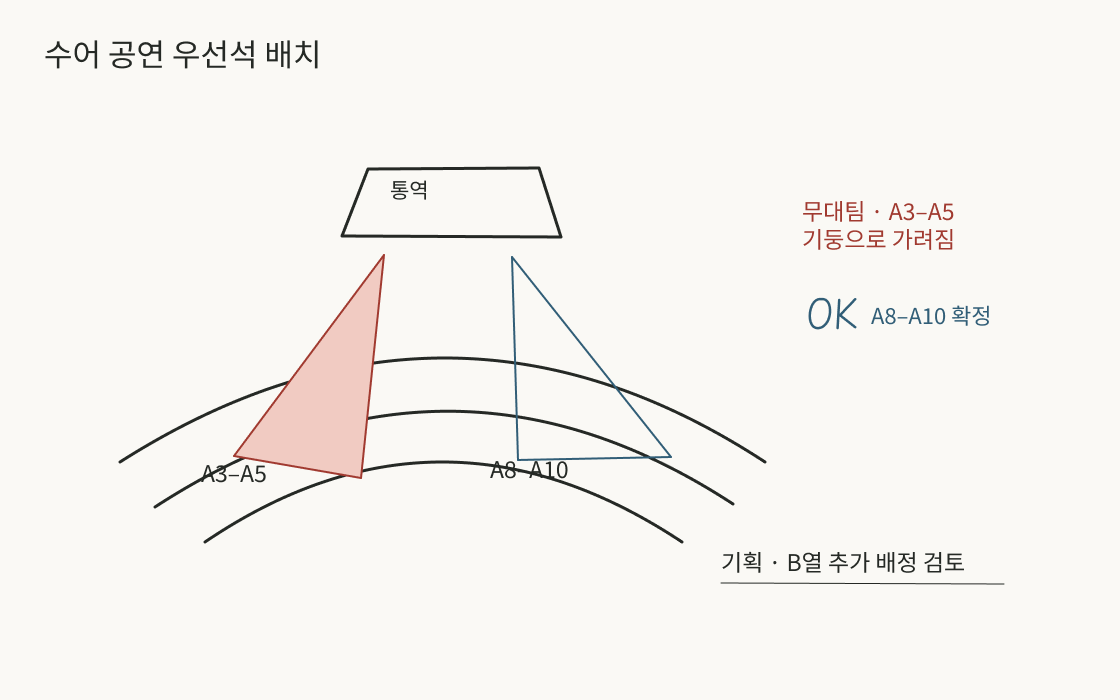 수어 공연 우선석 배치
통역
무대팀 · A3–A5
기둥으로 가려짐
OK A8–A10 확정
A3–A5
A8–A10
기획 · B열 추가 배정 검토